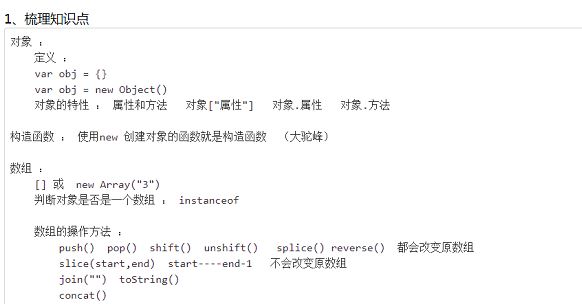 1、梳理知识点
对象 :
定义 :
var obj = {}
var obj = new Object()
对象的特性 : 属性和方法 对象["属性"] 对象.属性 对象.方法
构造函数 : 使用new 创建对象的函数就是构造函数 (大驼峰)
数组 :
[] 或 new Array("3")
判断对象是否是一个数组 : instanceof
数组的操作方法 :
push() pop() shift() unshift() splice() reverse() 都会改变原数组
slice(start,end) start----end-1 不会改变原数组
join("") toString()
concat()